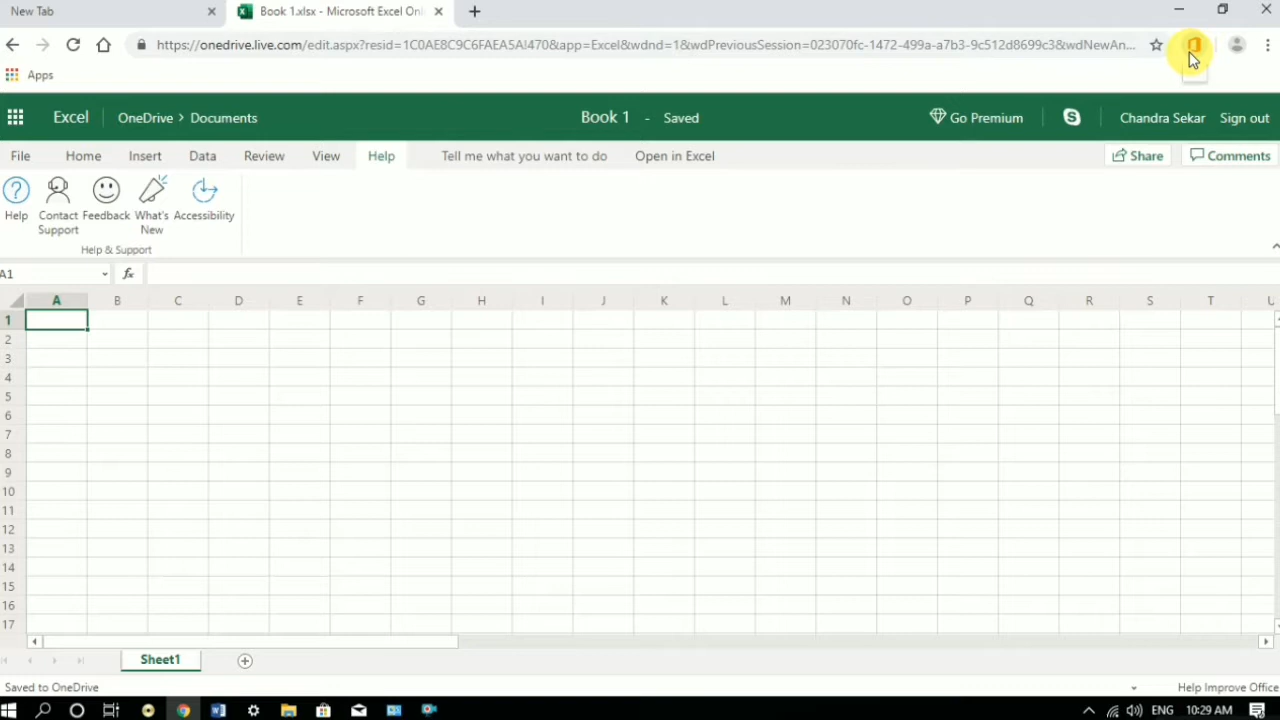 New Tab
Book 1.xlsx - Microsoft Excel Onl
https://onedrive.live.com/edit.aspx?resid=1C0AE8C9C6FAEA5A!470&app=Excel&wdnd=1&wdPreviousSession=023070fc-1472-499a-a7b3-9c512d8699c3&wdNewAn...
Apps
Excel OneDrive > Documents Book 1 - Saved Go Premium Chandra Sekar Sign out
File Home Insert Data Review View Help Tell me what you want to do Open in Excel Share Comments
Help Contact Support Feedback What's New Accessibility
Help & Support
A1 fx
A B C D E F G H I J K L M N O P Q R S T U
1
2
3
4
5
6
7
8
9
10
11
12
13
14
15
16
17
Sheet1
Saved to OneDrive Help Improve Office
ENG 10:29 AM